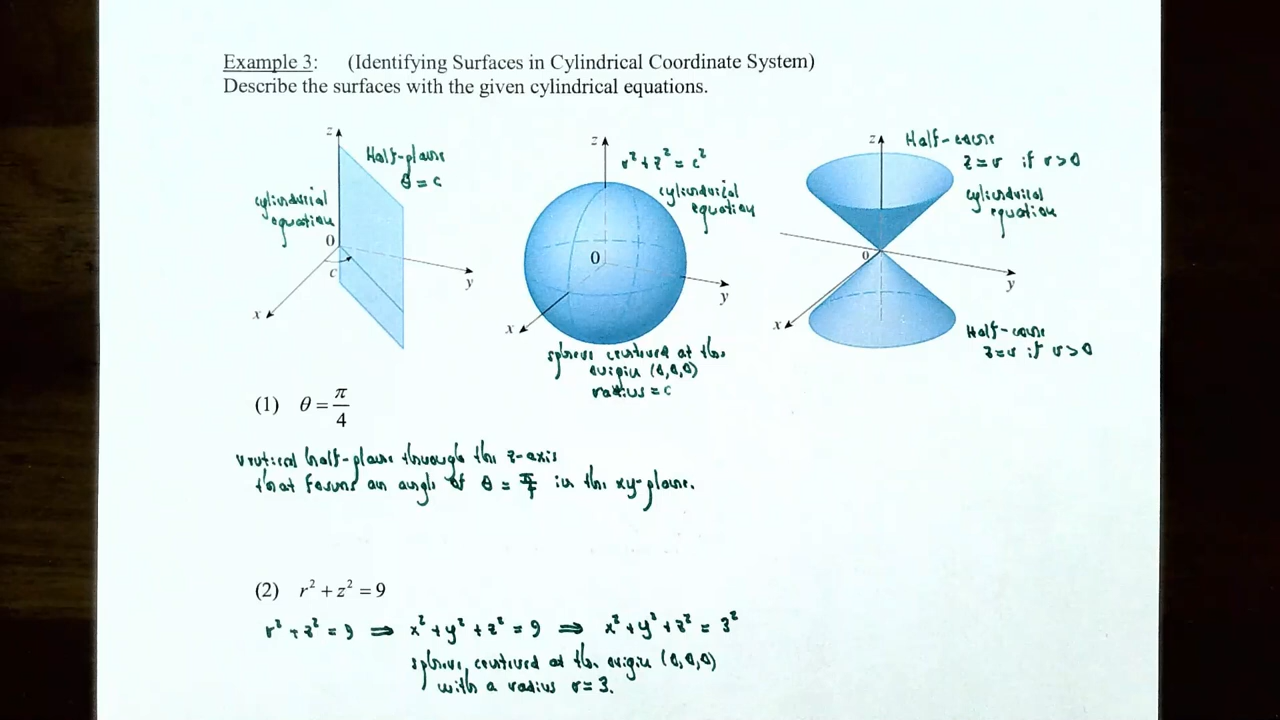 Example 3: (Identifying Surfaces in Cylindrical Coordinate System)
Describe the surfaces with the given cylindrical equations.
z
Half-plane
θ = c
cylindrical
equation
0
c
y
x
z
r² + z² = c²
cylindrical
equation
0
y
x
sphere centered at the
origin (0,0,0)
radius = c
z
Half-cone
z = r if r > 0
cylindrical
equation
0
y
x
Half-cone
z = r if r > 0
(1) θ = π/4
vertical half-plane through the z-axis
that forms an angle of θ = π/4 in the xy-plane.
(2) r² + z² = 9
r² + z² = 9 ⇒ x² + y² + z² = 9 ⇒ x² + y² + z² = 3²
sphere, centered at the origin (0,0,0)
with a radius r = 3.